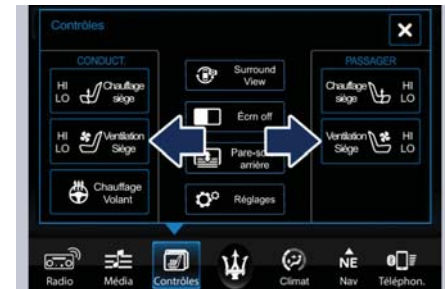 Contrôles
CONDUCT.
PASSAGER
HI
LO
Chauffage
siège
Surround
View
Chauffage
siège
HI
LO
Écrn off
HI
LO
Ventilation
Siège
Ventilation
Siège
HI
LO
arrière
Chauffage
Volant
Réglages
Radio
Média
Contrôles
Climat
NE
Nav
Téléphon.